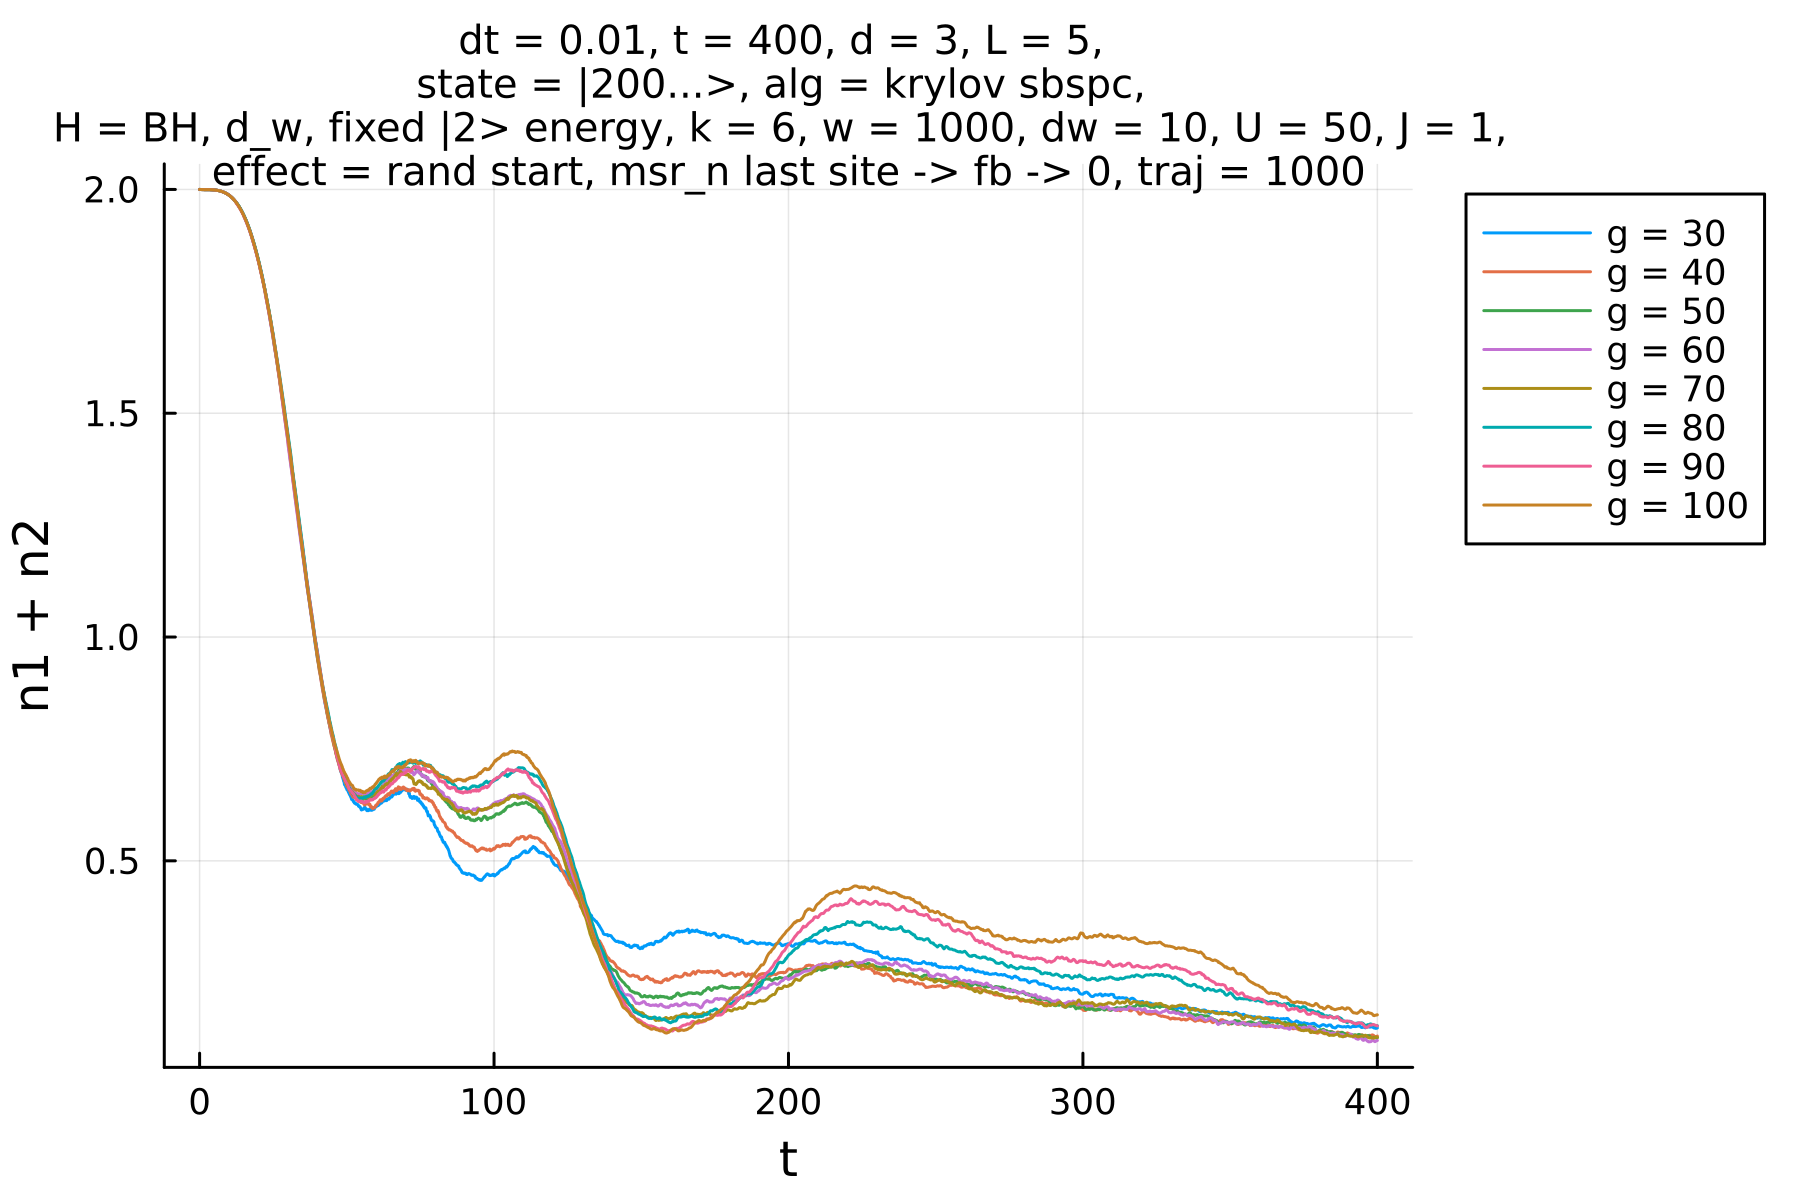 dt = 0.01, t = 400, d = 3, L = 5,
state = |200...>, alg = krylov sbspc,
H = BH, d_w, fixed |2> energy, k = 6, w = 1000, dw = 10, U = 50, J = 1,
effect = rand start, msr_n last site -> fb -> 0, traj = 1000
2.0
1.5
1.0
0.5
n1 + n2
0 100 200 300 400
t
g = 30
g = 40
g = 50
g = 60
g = 70
g = 80
g = 90
g = 100